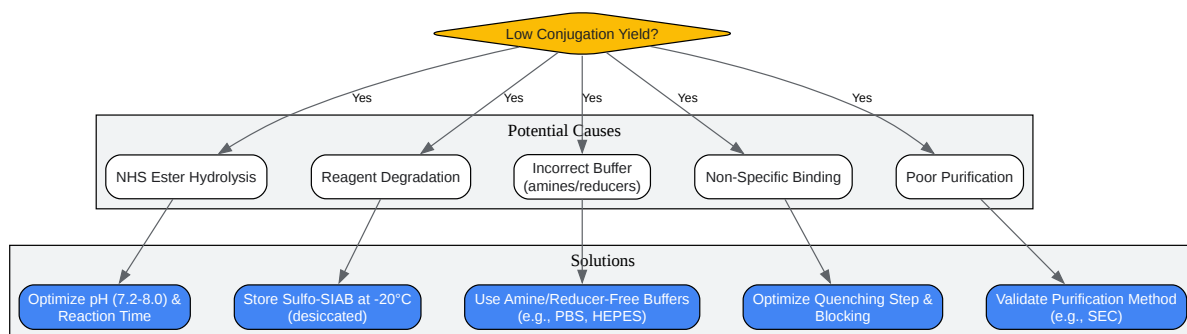 Low Conjugation Yield?
Yes
Yes
Yes
Yes
Yes
Potential Causes
NHS Ester Hydrolysis
Reagent Degradation
Incorrect Buffer
(amines/reducers)
Non-Specific Binding
Poor Purification
Solutions
Optimize pH (7.2-8.0) &
Reaction Time
Store Sulfo-SIAB at -20°C
(desiccated)
Use Amine/Reducer-Free Buffers
(e.g., PBS, HEPES)
Optimize Quenching Step &
Blocking
Validate Purification Method
(e.g., SEC)